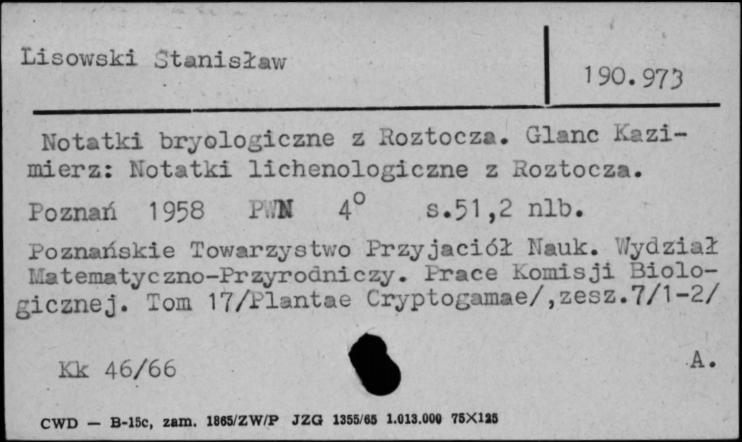 Lisowski Stanisław
190.973
Notatki bryologiczne z Roztocza. Glanc Kazi-
mierz: Notatki lichenologiczne z Roztocza.
Poznań 1958 PWN 4° s.51,2 nlb.
Poznańskie Towarzystwo Przyjaciół Nauk. Wydział
Matematyczno-Przyrodniczy. Prace Komisji Biolo-
gicznej. Tom 17/Plantae Cryptogamae/,zesz.7/1-2/
Kk 46/66
A.
CWD — B-15c, zam. 1865/ZW/P JZG 1355/65 1.013.000 75X125